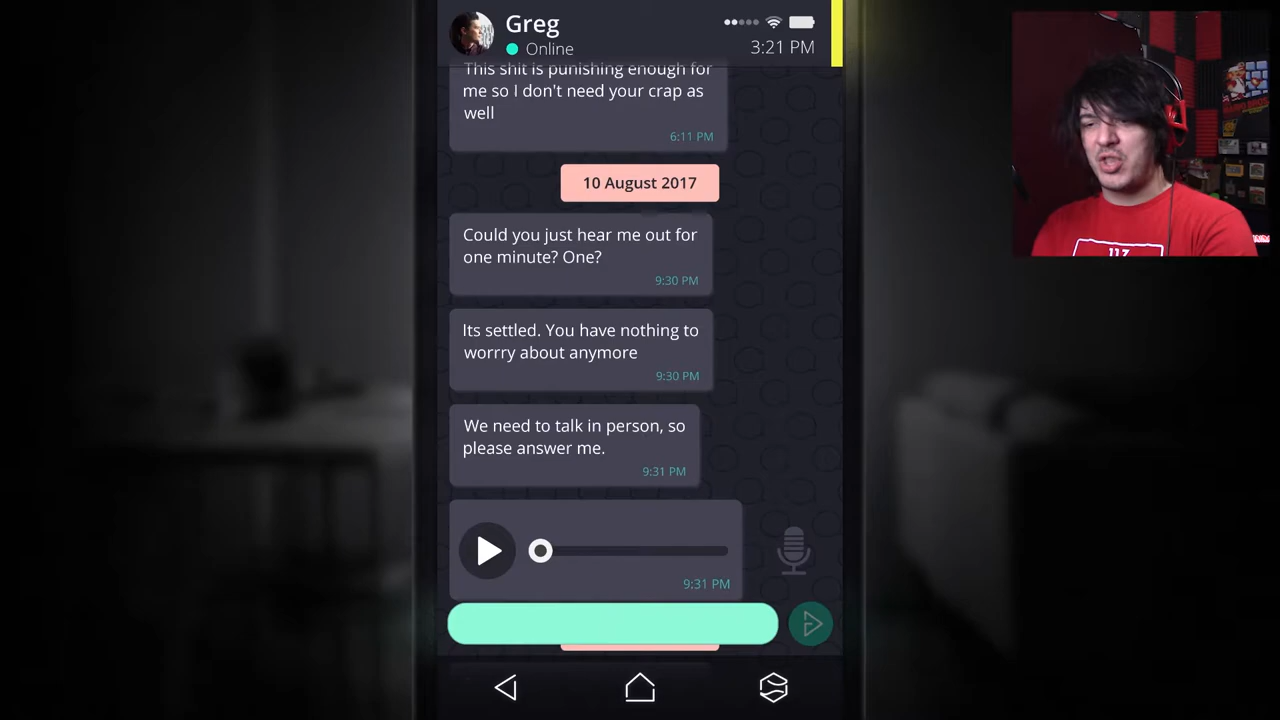 Greg
Online
3:21 PM
This shit is punishing enough for
me so I don't need your crap as
well
6:11 PM
10 August 2017
Could you just hear me out for
one minute? One?
9:30 PM
Its settled. You have nothing to
worrry about anymore
9:30 PM
We need to talk in person, so
please answer me.
9:31 PM
9:31 PM
117